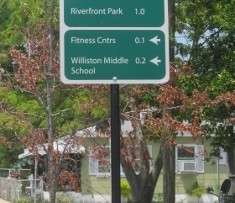 Riverfront Park 1.0
Fitness Cntrs 0.1
Williston Middle 0.2
School